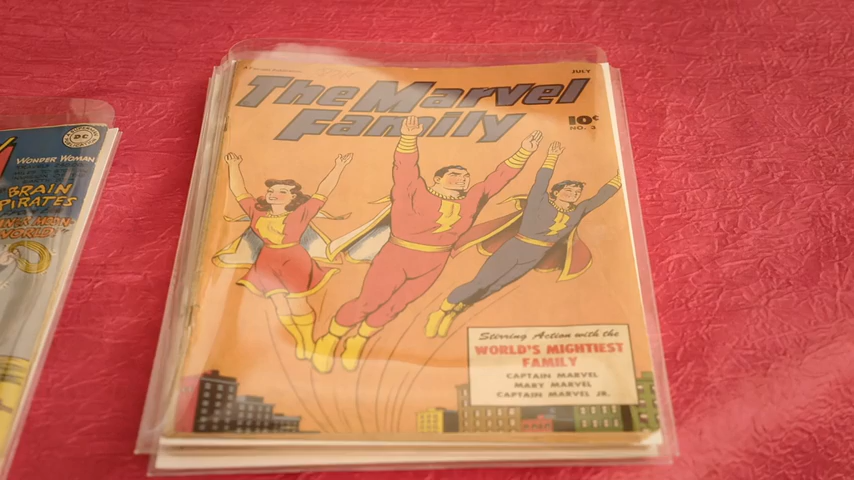 JULY
The Marvel
Family
10¢
NO. 2
Stirring Action with the
WORLD'S MIGHTIEST
FAMILY
CAPTAIN MARVEL
MARY MARVEL
CAPTAIN MARVEL JR.
D.C
WONDER WOMAN
BRAIN
PIRATES